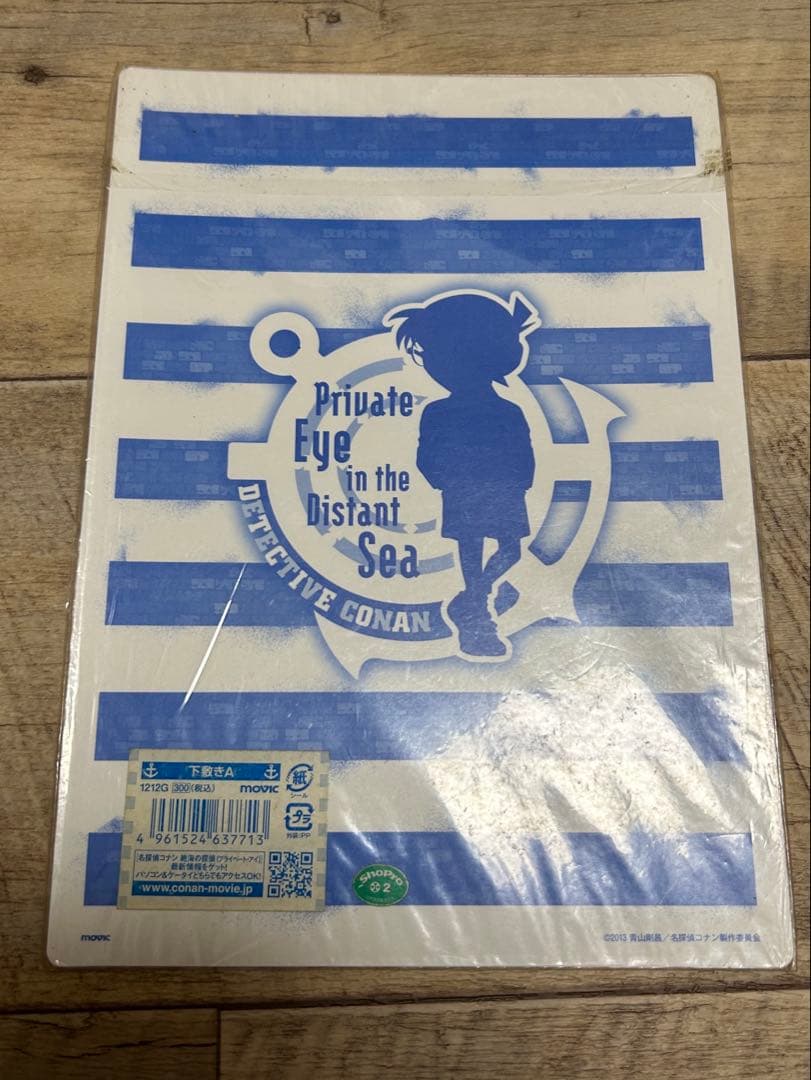 Private
Eye
in the
Distant
Sea
DETECTIVE CONAN
下敷きA
1212G 300(税込) movic
紙
シール
プラ
外装:PP
4 961524 637713
『名探偵コナン 絶海の探偵(プライベート・アイ)』
最新情報をゲット!
パソコン&ケータイどちらでもアクセスOK!
www.conan-movie.jp
ShoPro
2
movic
©2013 青山剛昌/名探偵コナン製作委員会